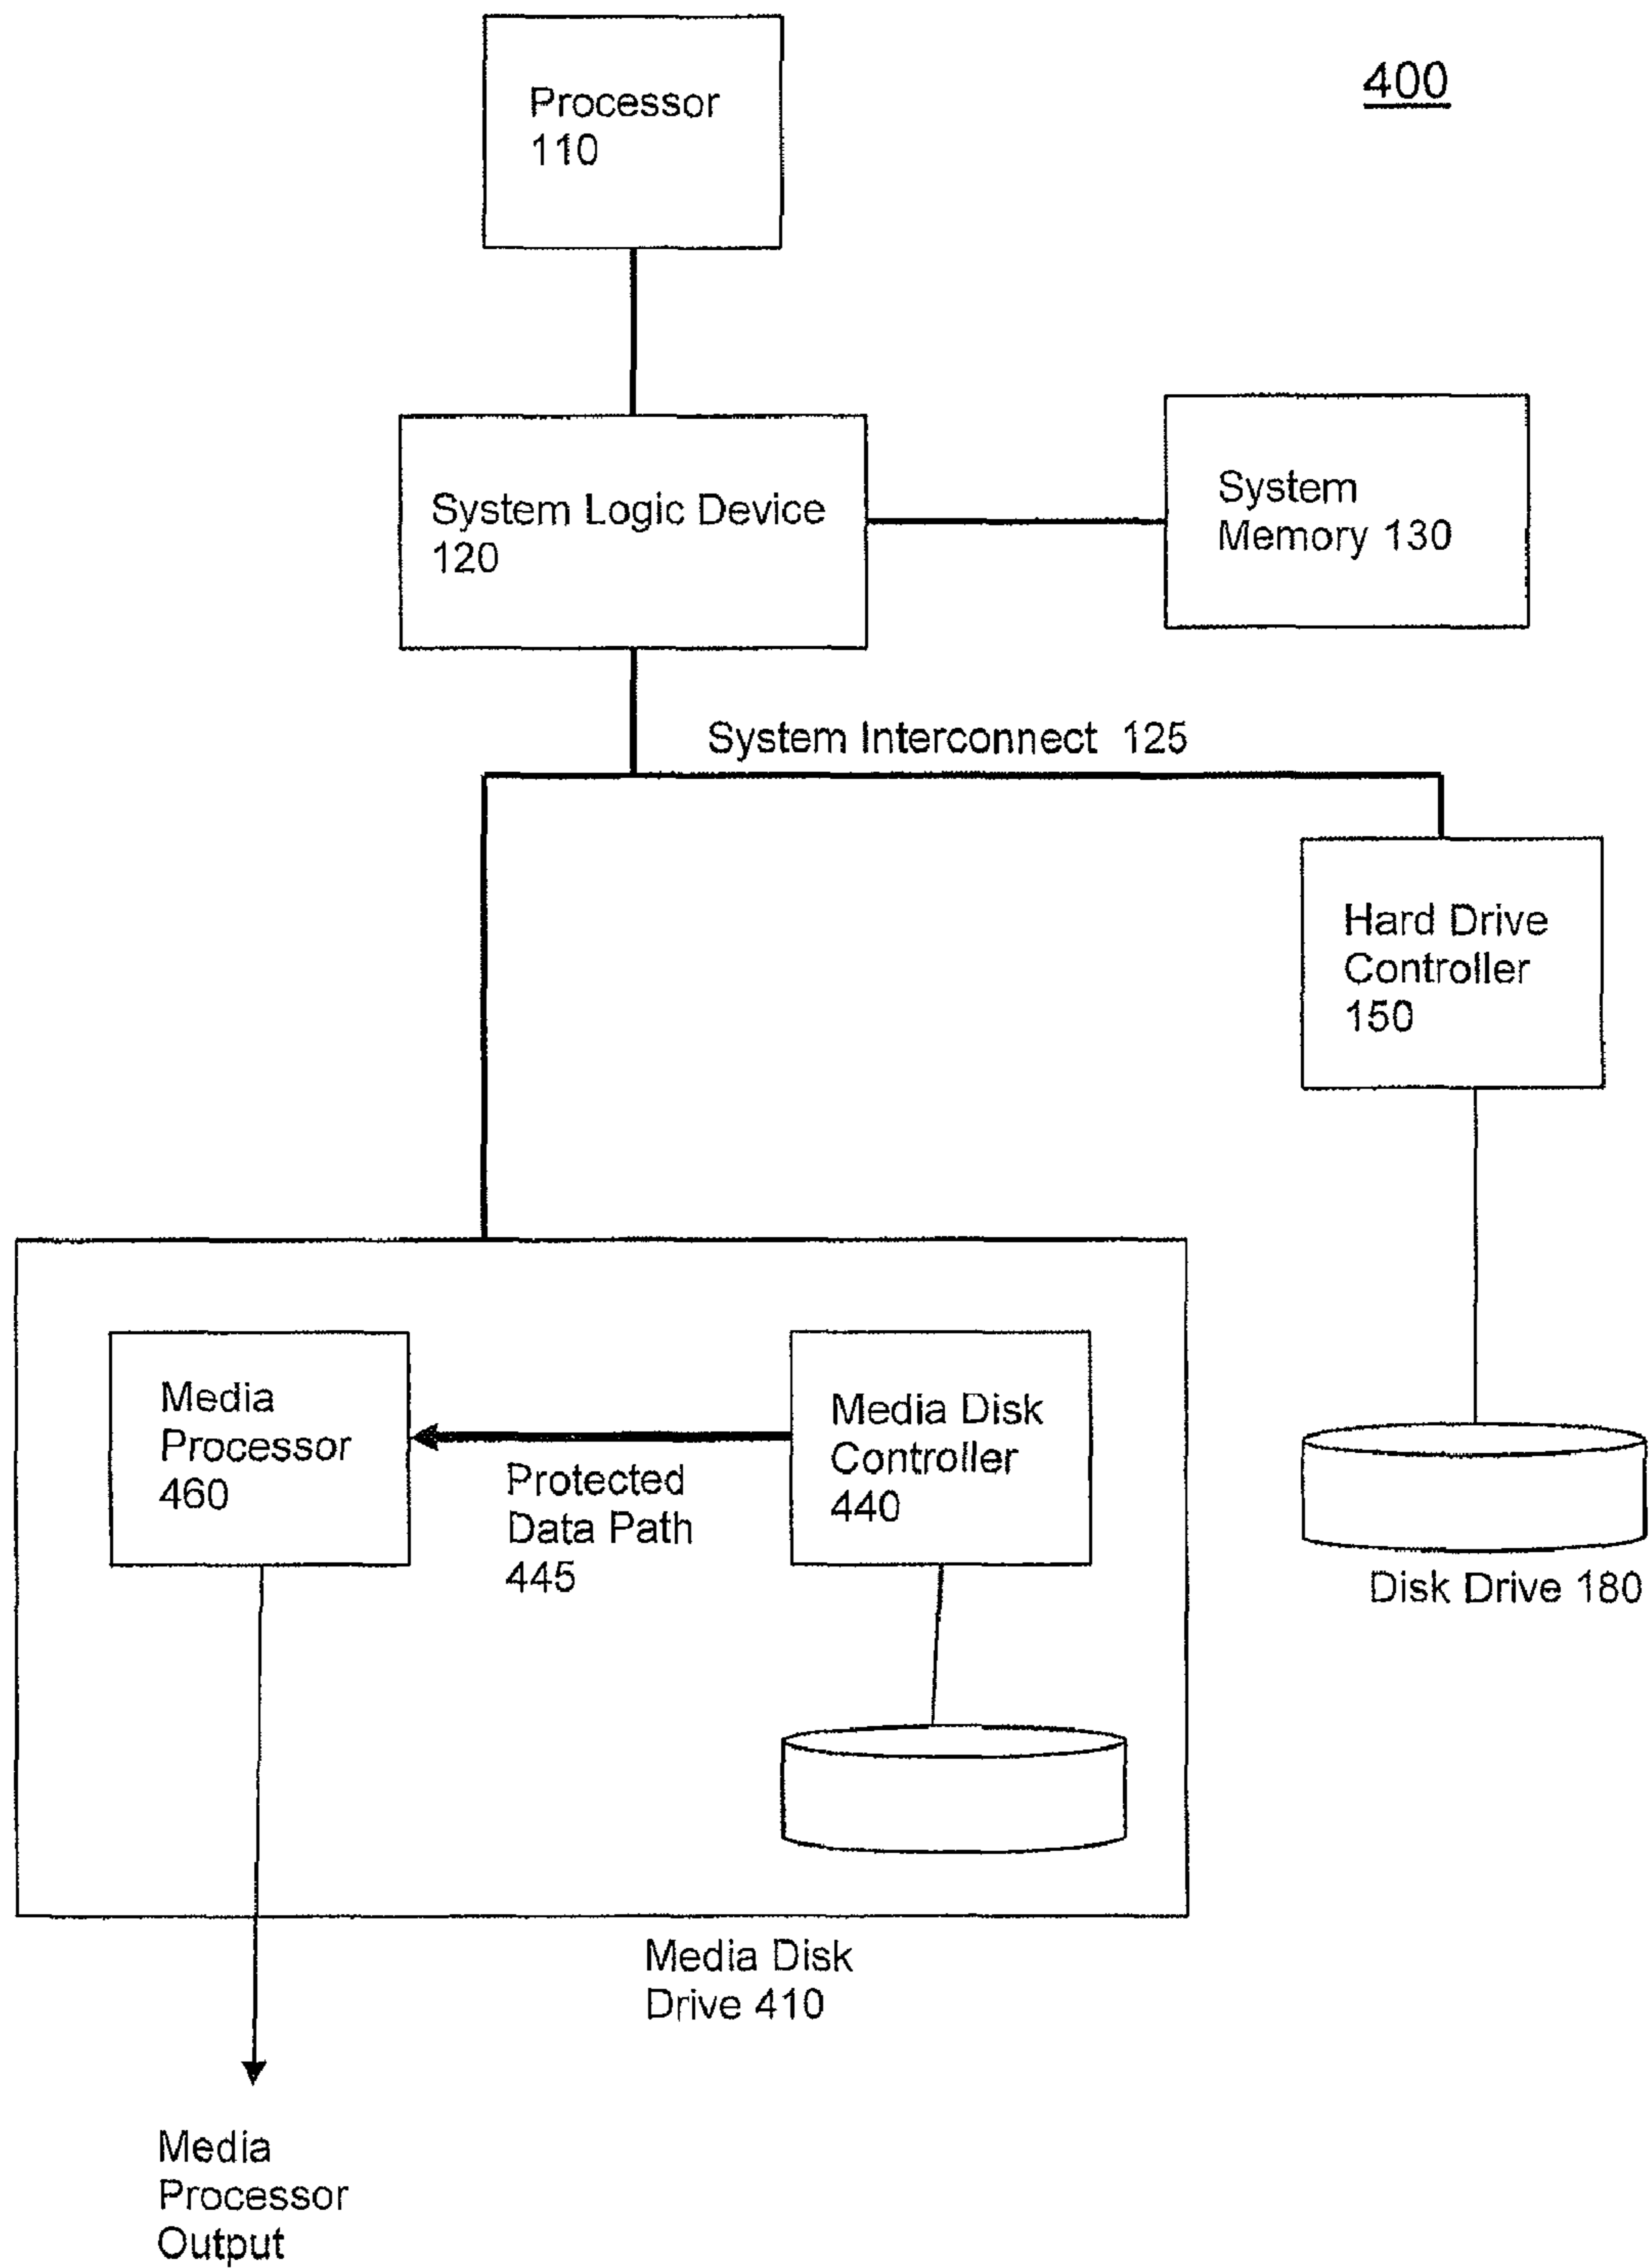 400
Processor
110
System Logic Device
120
System
Memory 130
System Interconnect 125
Hard Drive
Controller
150
Media
Processor
460
Protected
Data Path
445
Media Disk
Controller
440
Disk Drive 180
Media Disk
Drive 410
Media
Processor
Output